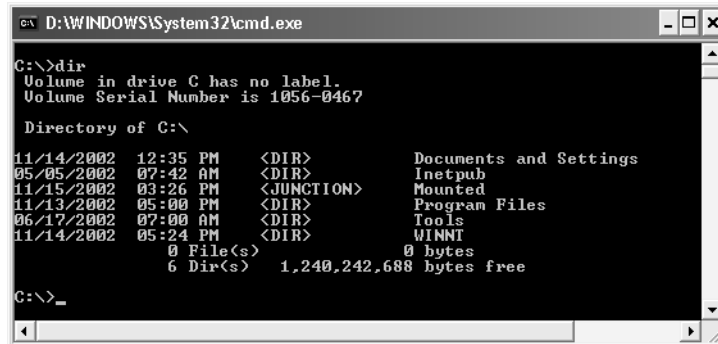 D:\WINDOWS\System32\cmd.exe
C:\>dir
Volume in drive C has no label.
Volume Serial Number is 1056-0467
Directory of C:\
11/14/2002  12:35 PM    <DIR>          Documents and Settings
05/05/2002  07:42 AM    <DIR>          Inetpub
11/15/2002  03:26 PM    <JUNCTION>     Mounted
11/13/2002  05:00 PM    <DIR>          Program Files
06/17/2002  07:00 AM    <DIR>          Tools
11/14/2002  05:24 PM    <DIR>          WINNT
0 File(s)              0 bytes
6 Dir(s)   1,240,242,688 bytes free
C:\>_